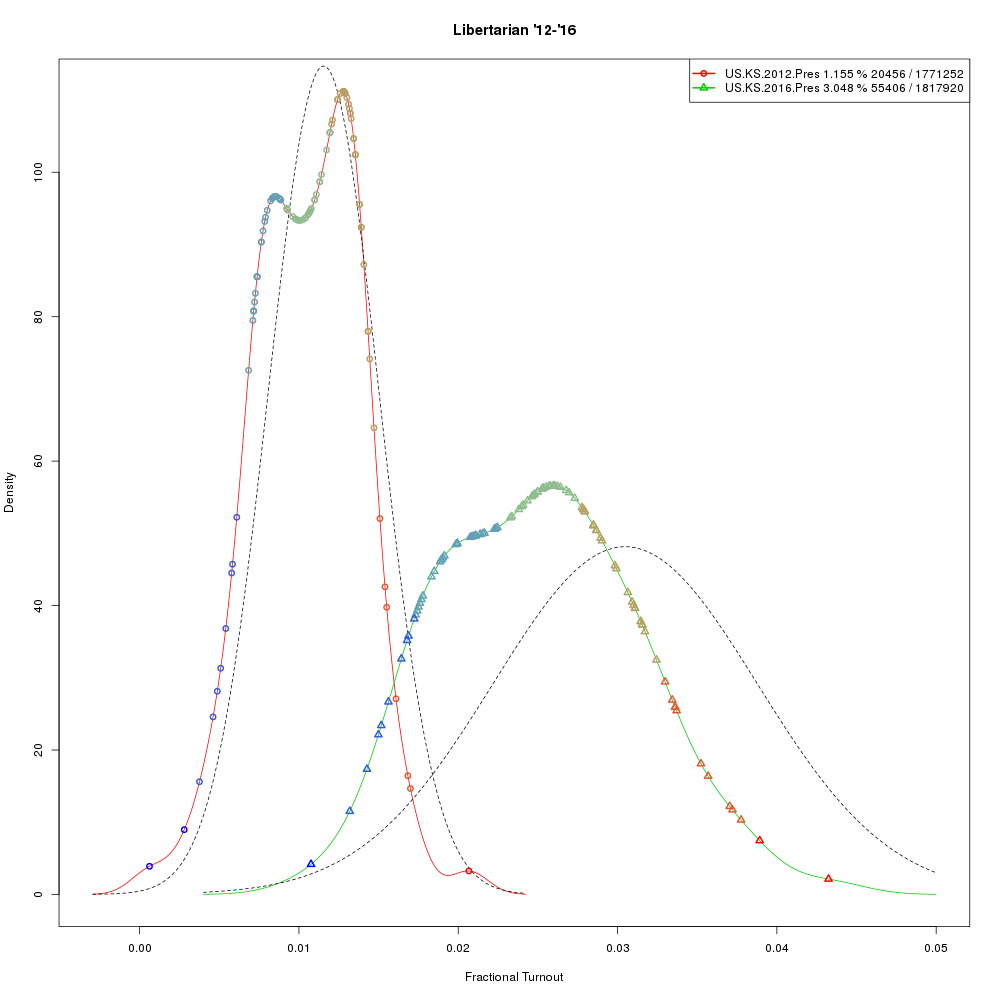 Libertarian '12-'16
US.KS.2012.Pres 1.155 % 20456 / 1771252
US.KS.2016.Pres 3.048 % 55406 / 1817920
Density
100
80
60
40
20
0
0.00 0.01 0.02 0.03 0.04 0.05
Fractional Turnout